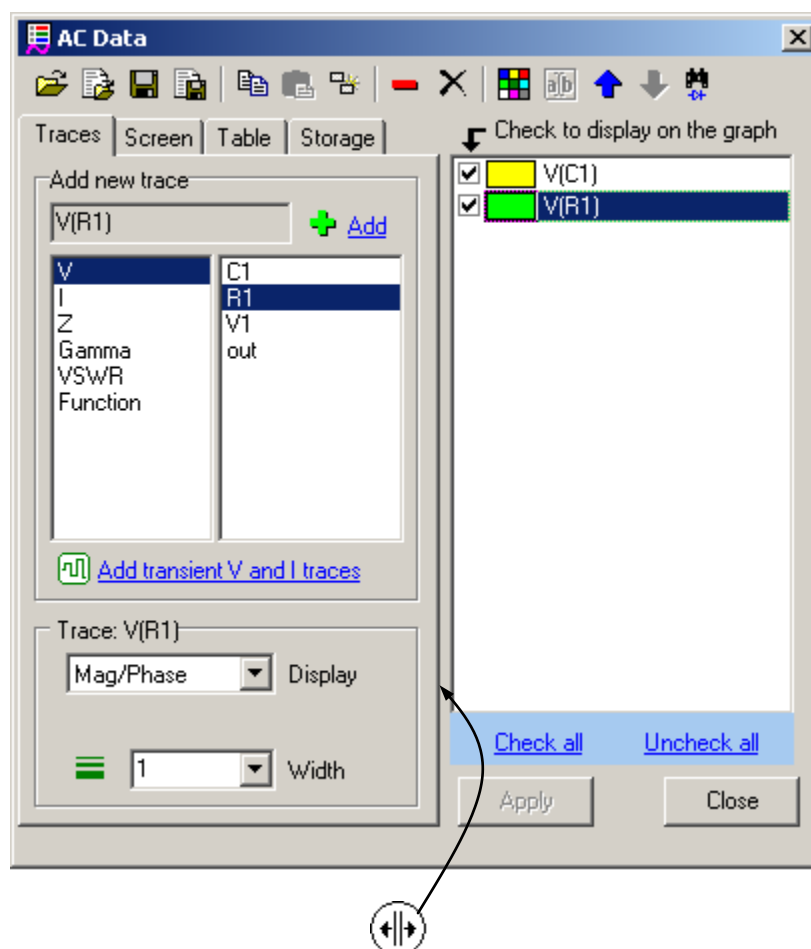 AC Data
Traces
Screen
Table
Storage
Check to display on the graph
Add new trace
V(R1)
Add
V
I
Z
Gamma
VSWR
Function
C1
R1
V1
out
Add transient V and I traces
Trace: V(R1)
Mag/Phase
Display
1
Width
V(C1)
V(R1)
Check all
Uncheck all
Apply
Close